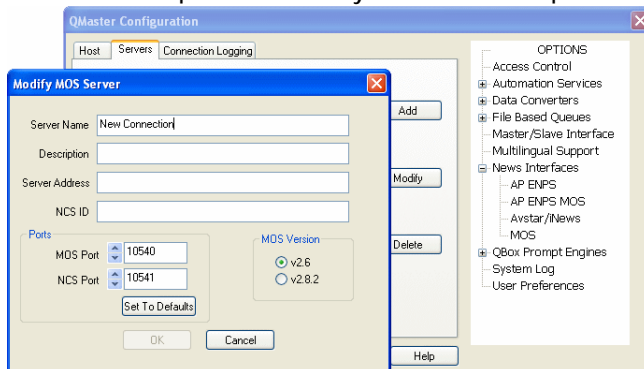 QMaster Configuration
Host Servers Connection Logging
Modify MOS Server
Server Name New Connection
Description
Server Address
NCS ID
Ports
MOS Port 10540
NCS Port 10541
Set To Defaults
MOS Version
v2.6
v2.8.2
OK Cancel
Add
Modify
Delete
Help
OPTIONS
Access Control
Automation Services
Data Converters
File Based Queues
Master/Slave Interface
Multilingual Support
News Interfaces
AP ENPS
AP ENPS MOS
Avstar/iNews
MOS
QBox Prompt Engines
System Log
User Preferences